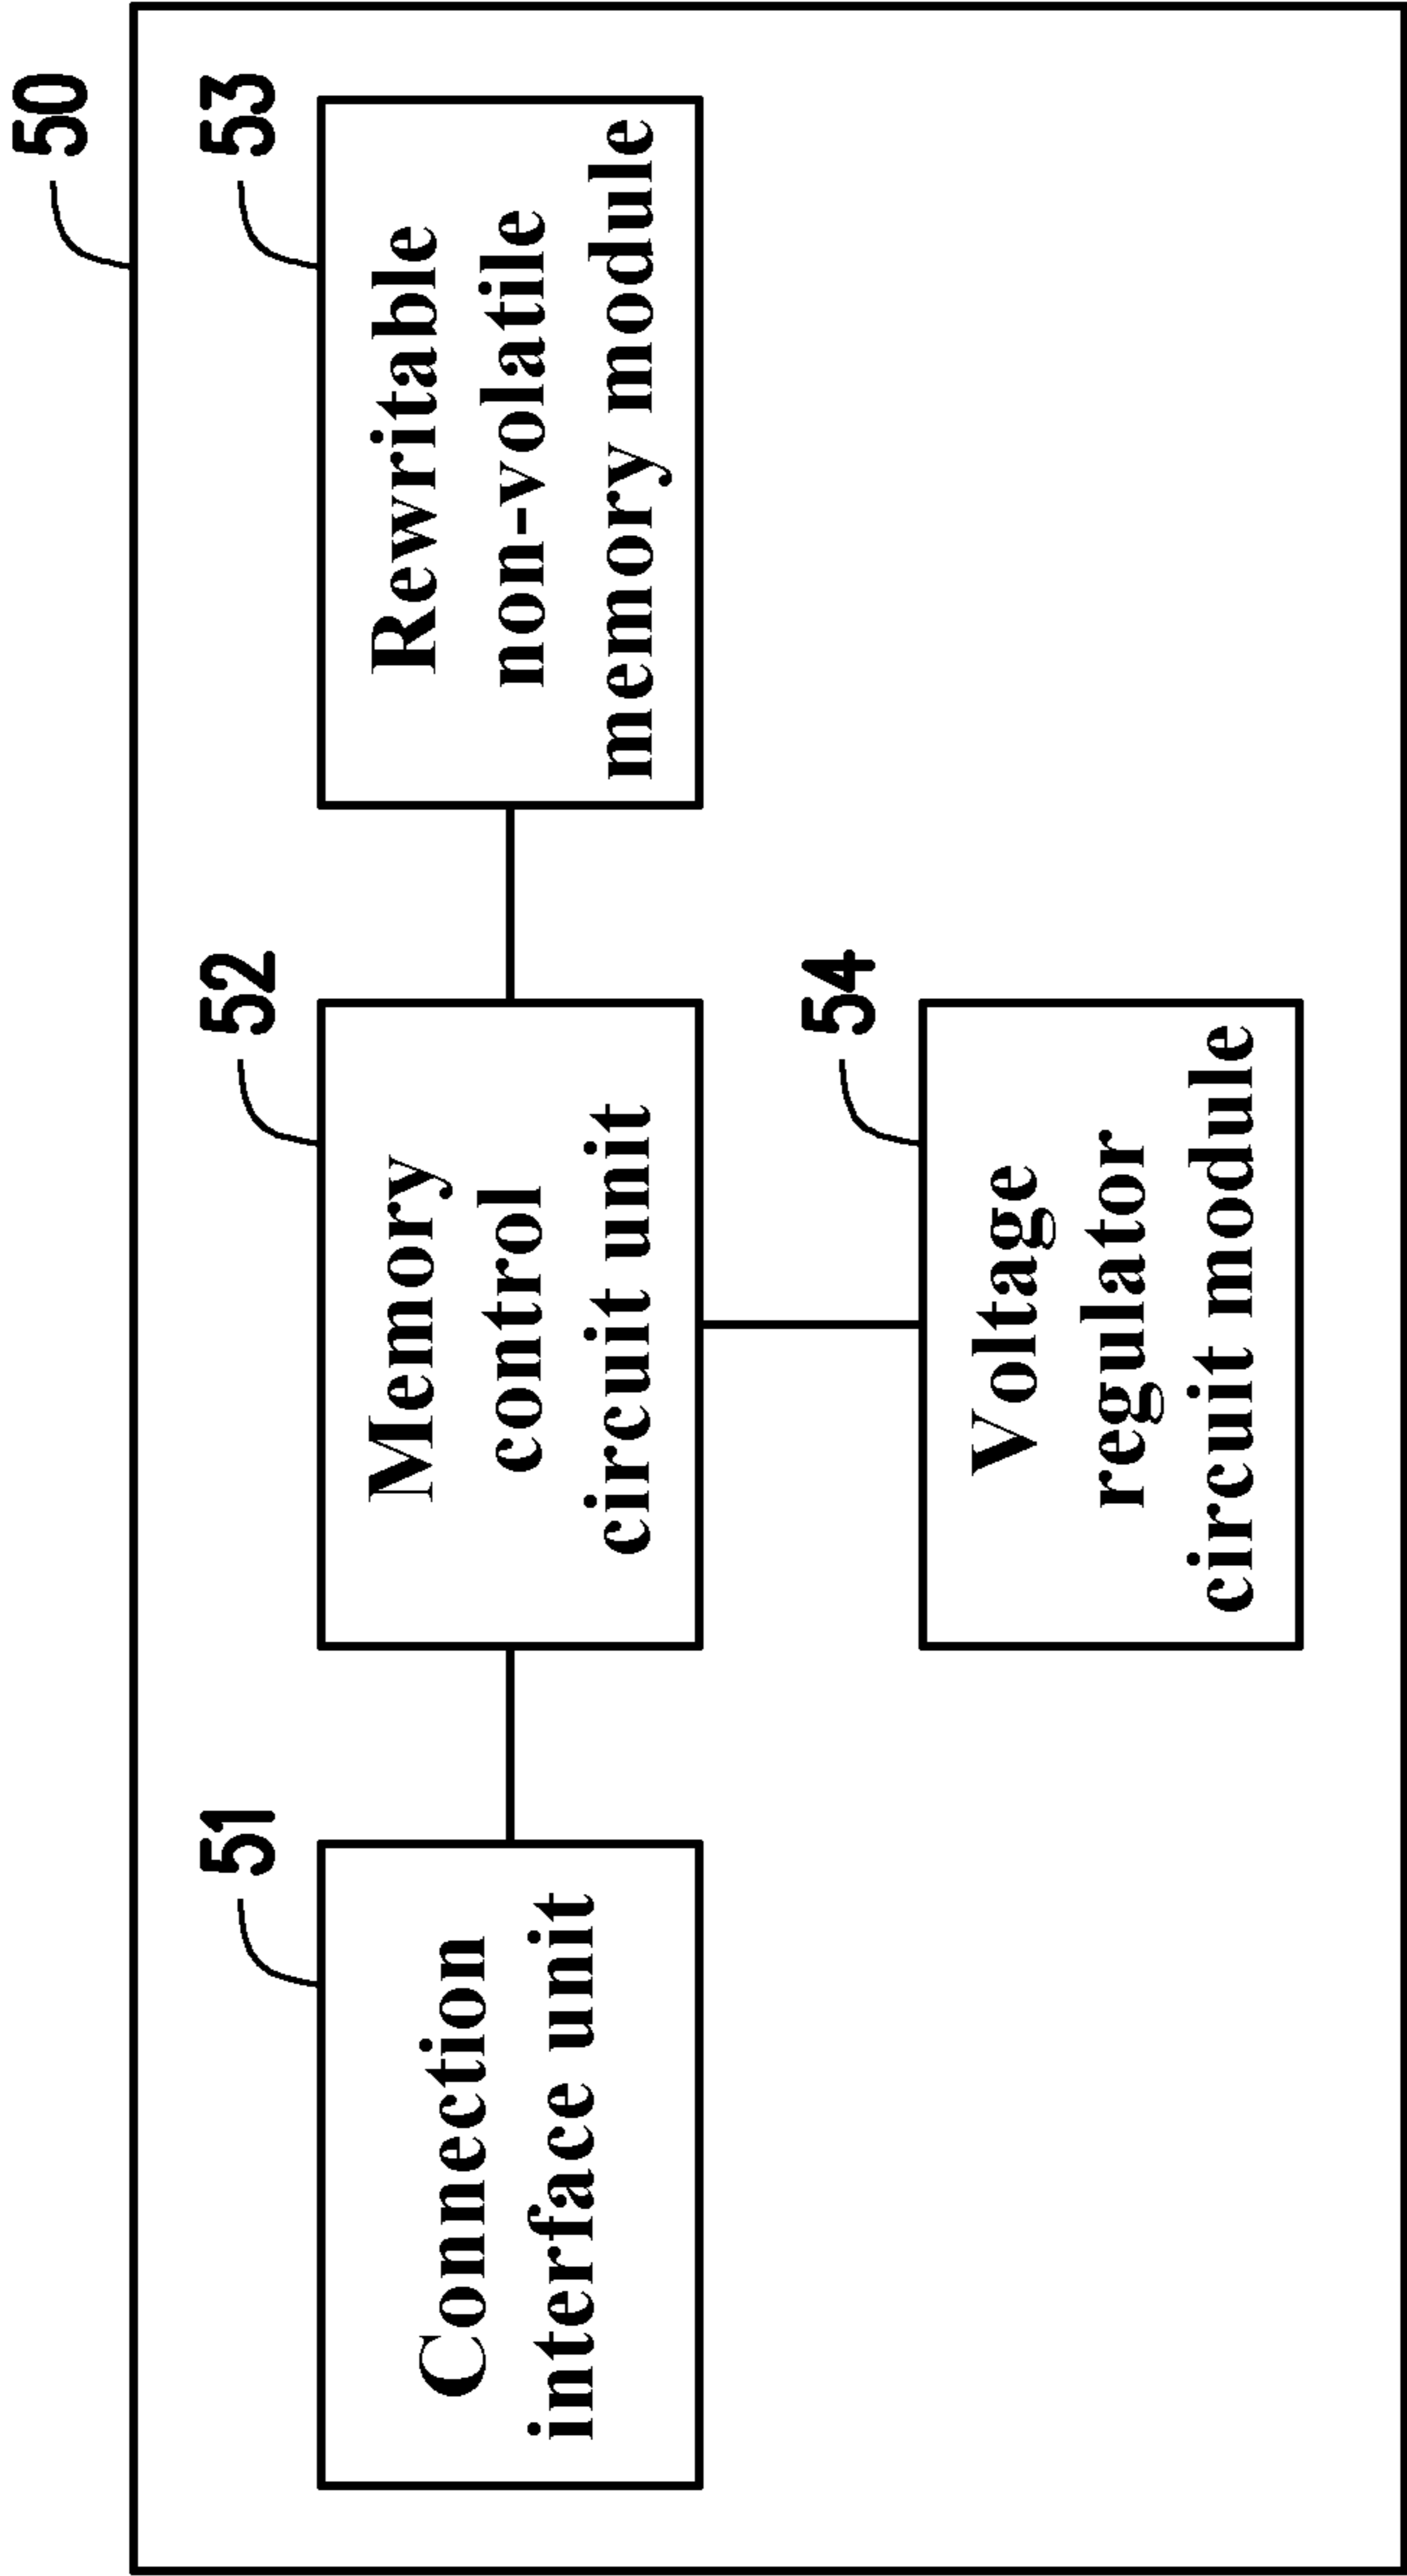 50
51
Connection
interface unit
52
Memory
control
circuit unit
53
Rewritable
non-volatile
memory module
54
Voltage
regulator
circuit module